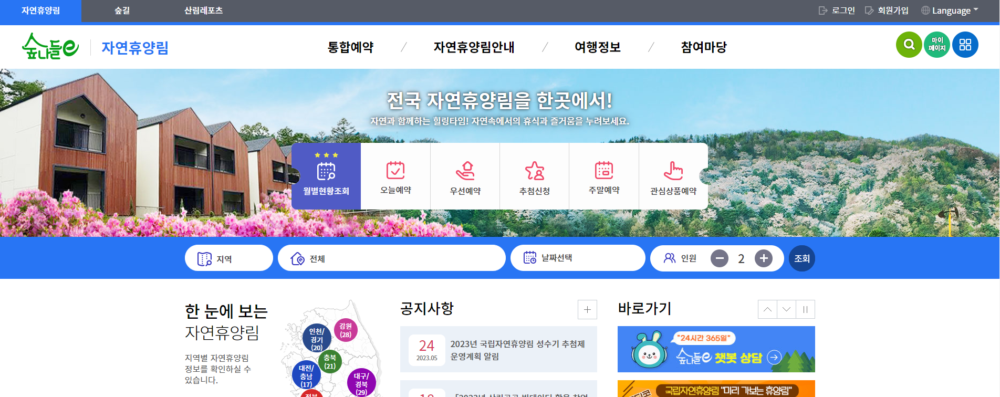 자연휴양림
숲길
산림레포츠
로그인
회원가입
Language
숲나들e
자연휴양림
통합예약
자연휴양림안내
여행정보
참여마당
마이
페이지
전국 자연휴양림을 한곳에서!
자연과 함께하는 힐링타임! 자연속에서의 휴식과 즐거움을 누려보세요.
월별현황조회
오늘예약
우선예약
추첨신청
주말예약
관심상품예약
지역
전체
날짜선택
인원
2
조회
한 눈에 보는
자연휴양림
지역별 자연휴양림
정보를 확인하실 수
있습니다.
강원
(28)
인천/
경기
(20)
충북
(21)
대전/
충남
(17)
대구/
경북
(29)
전북
공지사항
24
2023.05
2023년 국립자연휴양림 성수기 추첨제
운영계획 알림
바로가기
"24시간 365일"
숲나들e 챗봇 상담
국립자연휴양림 "미리 가보는 휴양림"